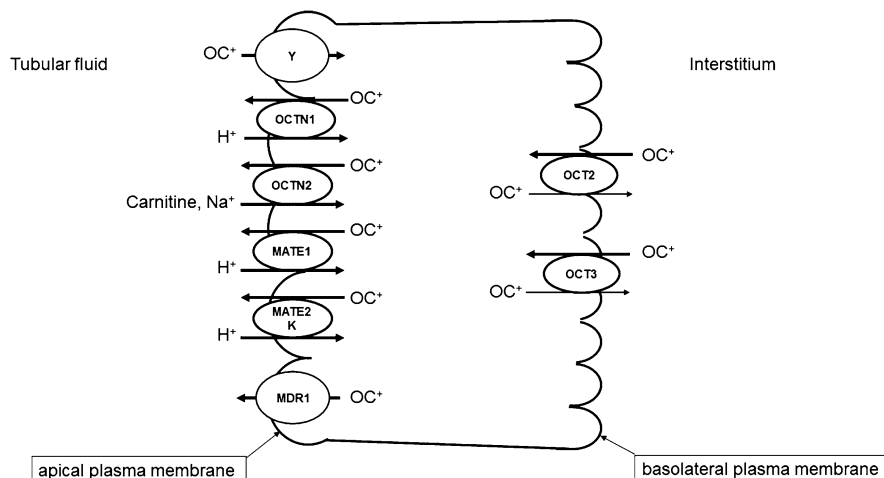 OC⁺
Y
Tubular fluid
Interstitium
OC⁺
OCTN1
H⁺
OC⁺
OCTN2
Carnitine, Na⁺
OC⁺
MATE1
H⁺
OC⁺
MATE2
K
H⁺
MDR1
OC⁺
OC⁺
OCT2
OC⁺
OC⁺
OCT3
OC⁺
apical plasma membrane
basolateral plasma membrane